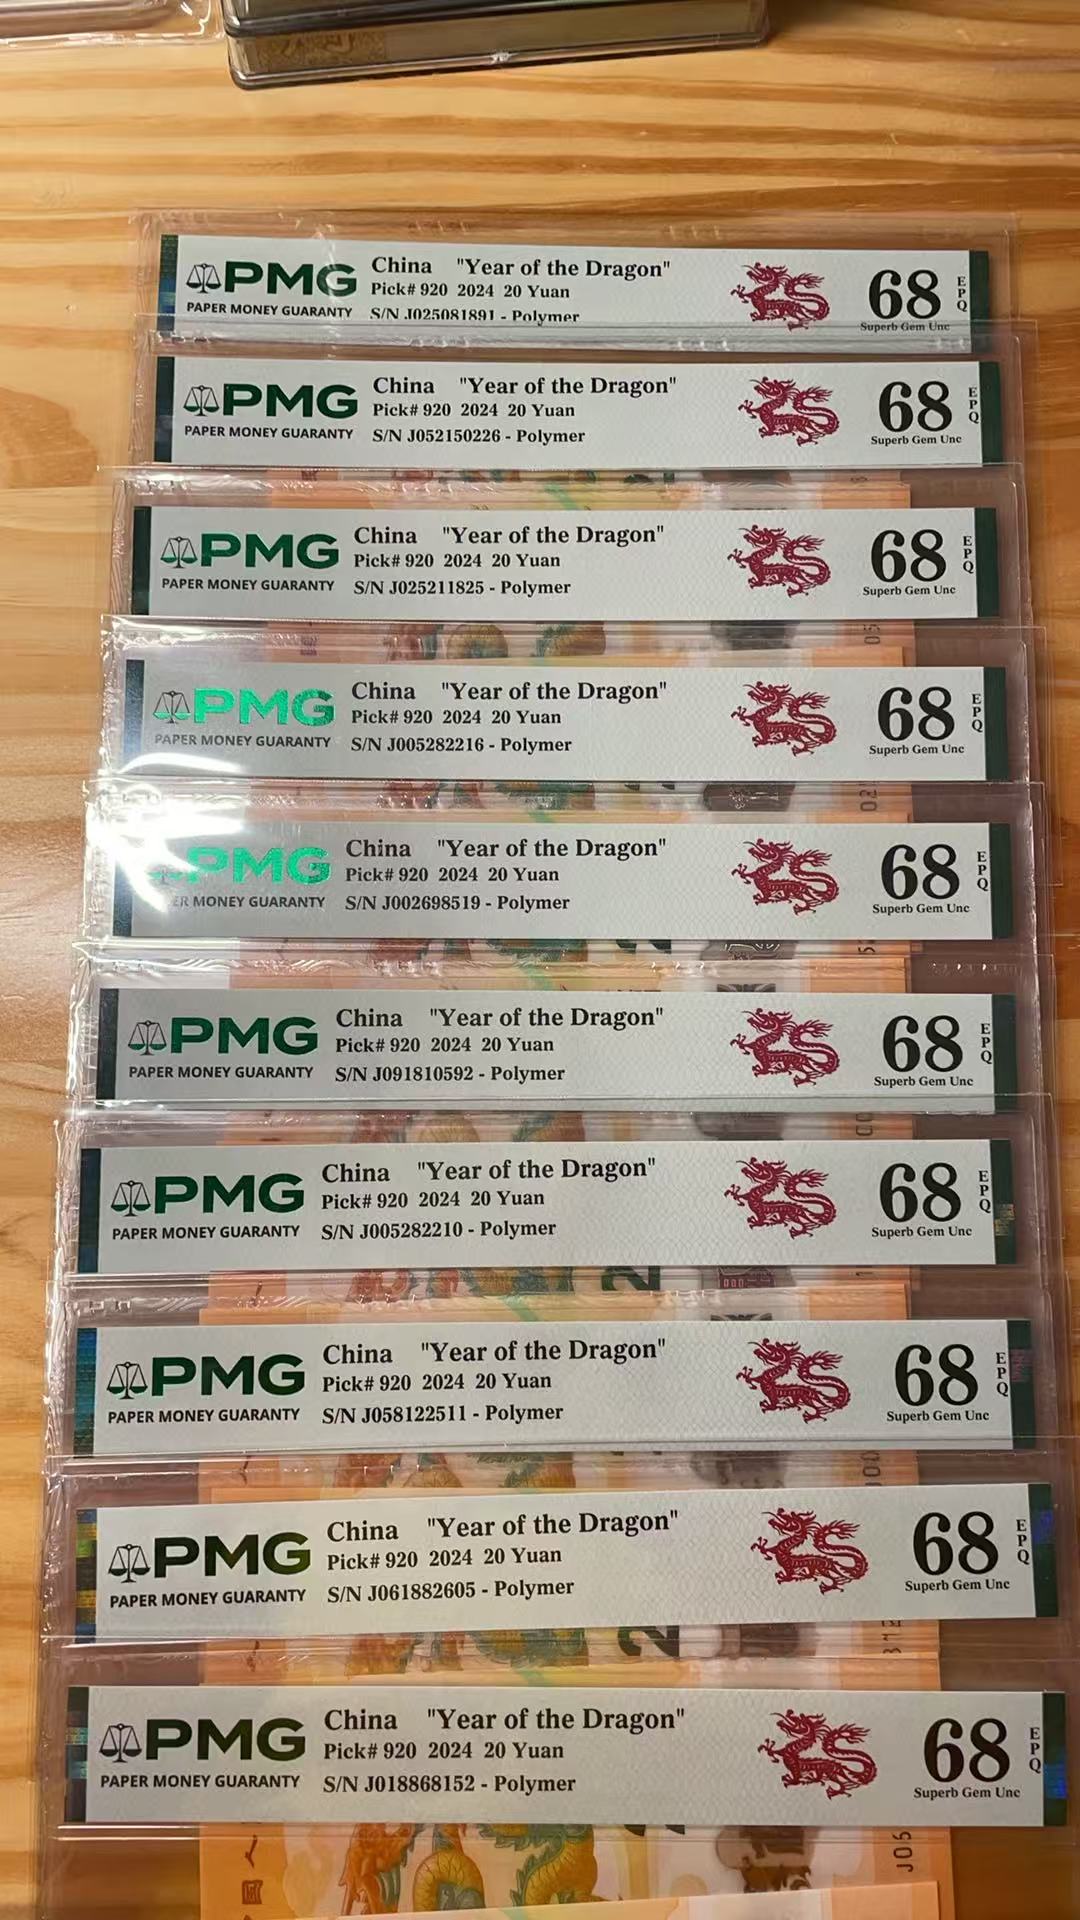 PMG
PAPER MONEY GUARANTY
China "Year of the Dragon"
Pick# 920 2024 20 Yuan
S/N J025081891 - Polymer
68
EPQ
Superb Gem Unc
PMG
PAPER MONEY GUARANTY
China "Year of the Dragon"
Pick# 920 2024 20 Yuan
S/N J052150226 - Polymer
68
EPQ
Superb Gem Unc
PMG
PAPER MONEY GUARANTY
China "Year of the Dragon"
Pick# 920 2024 20 Yuan
S/N J025211825 - Polymer
68
EPQ
Superb Gem Unc
PMG
PAPER MONEY GUARANTY
China "Year of the Dragon"
Pick# 920 2024 20 Yuan
S/N J005282216 - Polymer
68
EPQ
Superb Gem Unc
PMG
MONEY GUARANTY
China "Year of the Dragon"
Pick# 920 2024 20 Yuan
S/N J002698519 - Polymer
68
EPQ
Superb Gem Unc
PMG
PAPER MONEY GUARANTY
China "Year of the Dragon"
Pick# 920 2024 20 Yuan
S/N J091810592 - Polymer
68
EPQ
Superb Gem Unc
PMG
PAPER MONEY GUARANTY
China "Year of the Dragon"
Pick# 920 2024 20 Yuan
S/N J005282210 - Polymer
68
EPQ
Superb Gem Unc
PMG
PAPER MONEY GUARANTY
China "Year of the Dragon"
Pick# 920 2024 20 Yuan
S/N J058122511 - Polymer
68
EPQ
Superb Gem Unc
PMG
PAPER MONEY GUARANTY
China "Year of the Dragon"
Pick# 920 2024 20 Yuan
S/N J061882605 - Polymer
68
EPQ
Superb Gem Unc
PMG
PAPER MONEY GUARANTY
China "Year of the Dragon"
Pick# 920 2024 20 Yuan
S/N J018868152 - Polymer
68
EPQ
Superb Gem Unc